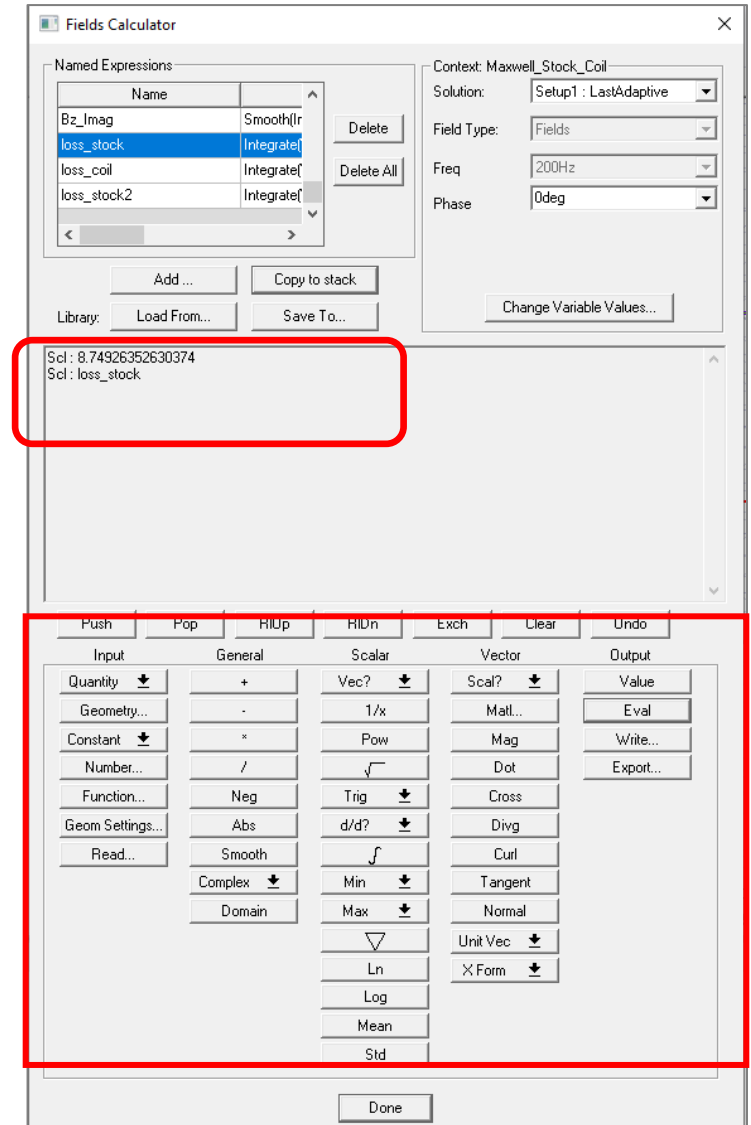 Fields Calculator
Named Expressions
Name
Bz_Imag Smooth(Ir
loss_stock Integrate(
loss_coil Integrate(
loss_stock2 Integrate(
Delete
Delete All
Context: Maxwell_Stock_Coil
Solution: Setup1 : LastAdaptive
Field Type: Fields
Freq 200Hz
Phase 0deg
Change Variable Values...
Add ... Copy to stack
Library: Load From... Save To...
Scl : 8.74926352630374
Scl : loss_stock
Push Pop RlUp RlDn Exch Clear Undo
Input General Scalar Vector Output
Quantity + Vec? Scal? Value
Geometry... - 1/x Matl... Eval
Constant * Pow Mag Write...
Number... / √ Dot Export...
Function... Neg Trig Cross
Geom Settings... Abs d/d? Divg
Read... Smooth ∫ Curl
Complex Min Tangent
Domain Max Normal
▽ Unit Vec
Ln X Form
Log
Mean
Std
Done